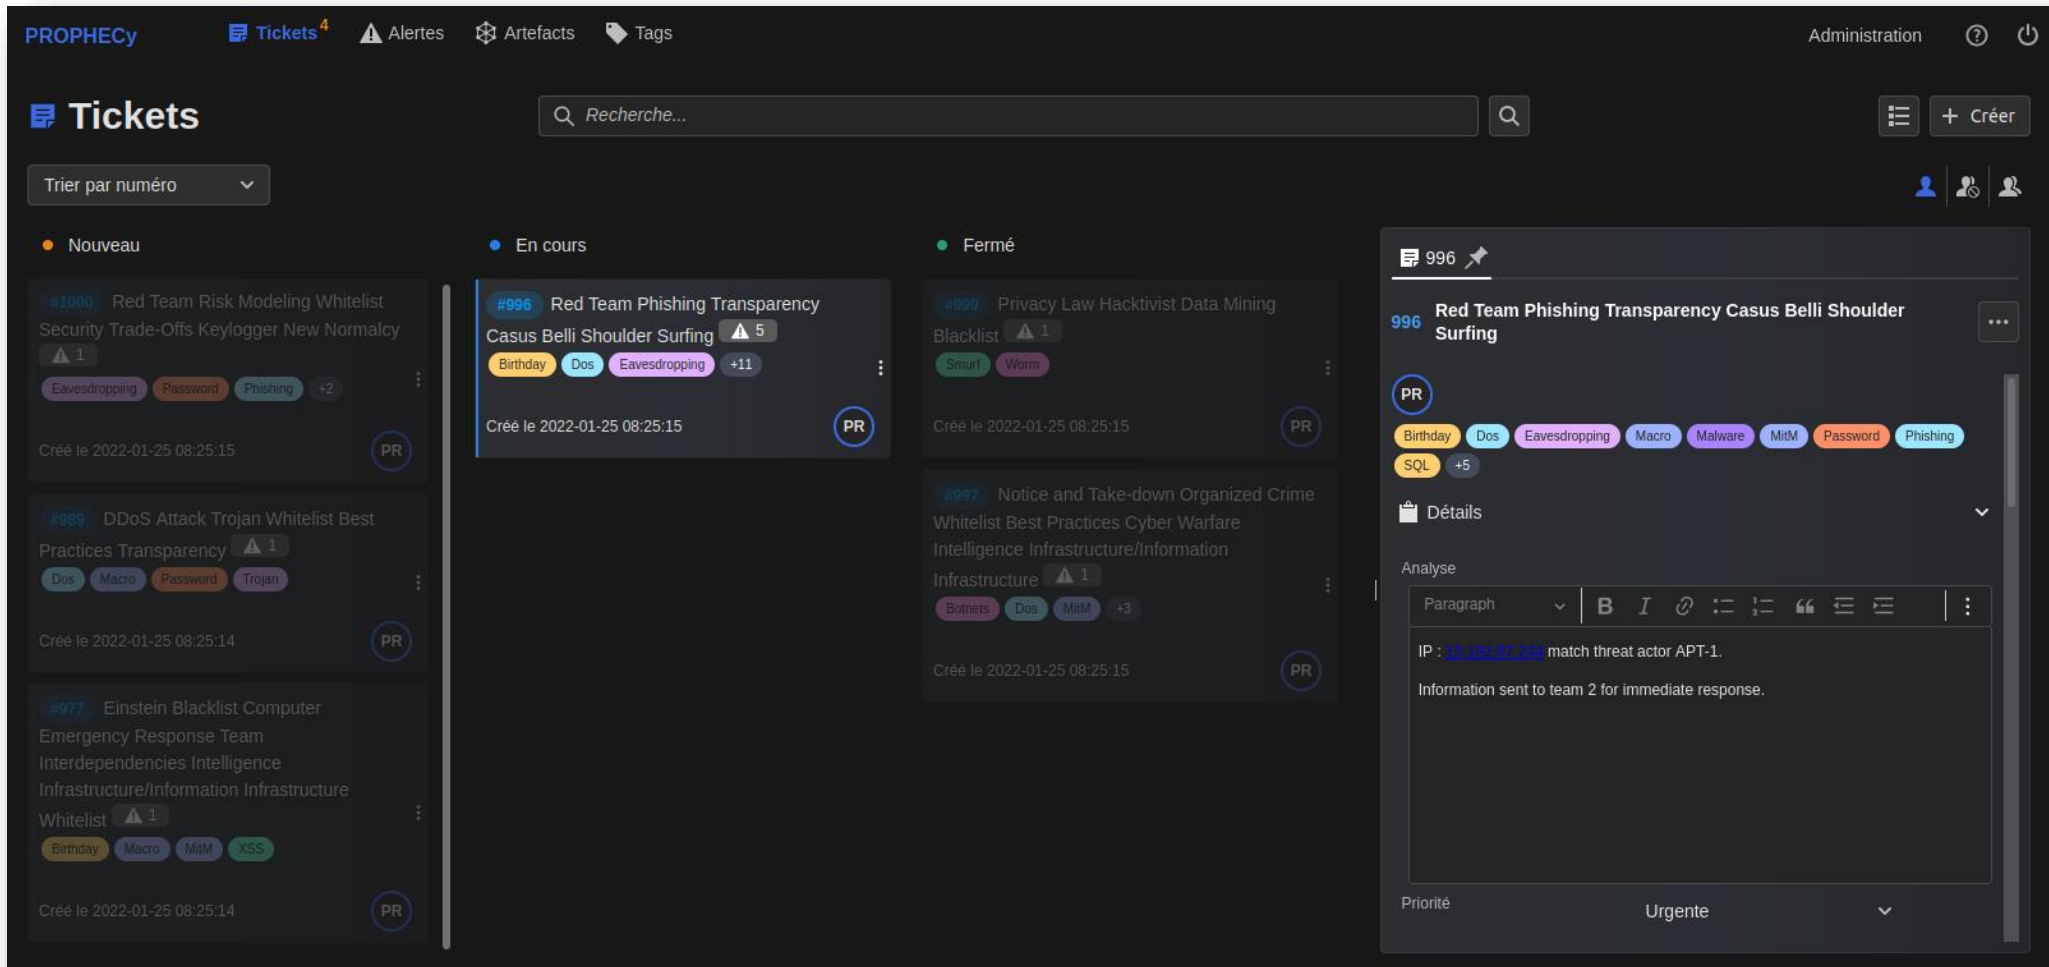 PROPHECy
Tickets 4
Alertes
Artefacts
Tags
Administration
Tickets
Recherche...
+ Créer
Trier par numéro
Nouveau
#1000 Red Team Risk Modeling Whitelist
Security Trade-Offs Keylogger New Normalcy
1
Eavesdropping Password Phishing +2
Créé le 2022-01-25 08:25:15 PR
#989 DDoS Attack Trojan Whitelist Best
Practices Transparency 1
Dos Macro Password Trojan
Créé le 2022-01-25 08:25:14 PR
#977 Einstein Blacklist Computer
Emergency Response Team
Interdependencies Intelligence
Infrastructure/Information Infrastructure
Whitelist 1
Birthday Macro MitM XSS
Créé le 2022-01-25 08:25:14 PR
En cours
#996 Red Team Phishing Transparency
Casus Belli Shoulder Surfing 5
Birthday Dos Eavesdropping +11
Créé le 2022-01-25 08:25:15 PR
Fermé
#999 Privacy Law Hacktivist Data Mining
Blacklist 1
Smurf Worm
Créé le 2022-01-25 08:25:15 PR
#997 Notice and Take-down Organized Crime
Whitelist Best Practices Cyber Warfare
Intelligence Infrastructure/Information
Infrastructure 1
Botnets Dos MitM +3
Créé le 2022-01-25 08:25:15 PR
996
996 Red Team Phishing Transparency Casus Belli Shoulder
Surfing
PR
Birthday Dos Eavesdropping Macro Malware MitM Password Phishing
SQL +5
Détails
Analyse
Paragraph B I
IP : match threat actor APT-1.
Information sent to team 2 for immediate response.
Priorité Urgente